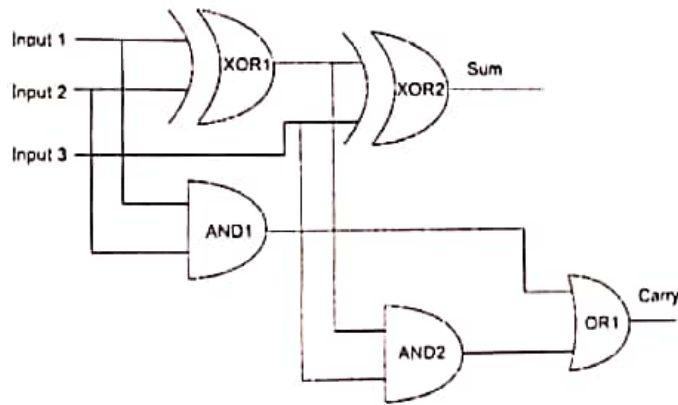 Input 1
XOR1
Sum
Input 2
XOR2
Input 3
AND1
Carry
OR1
AND2